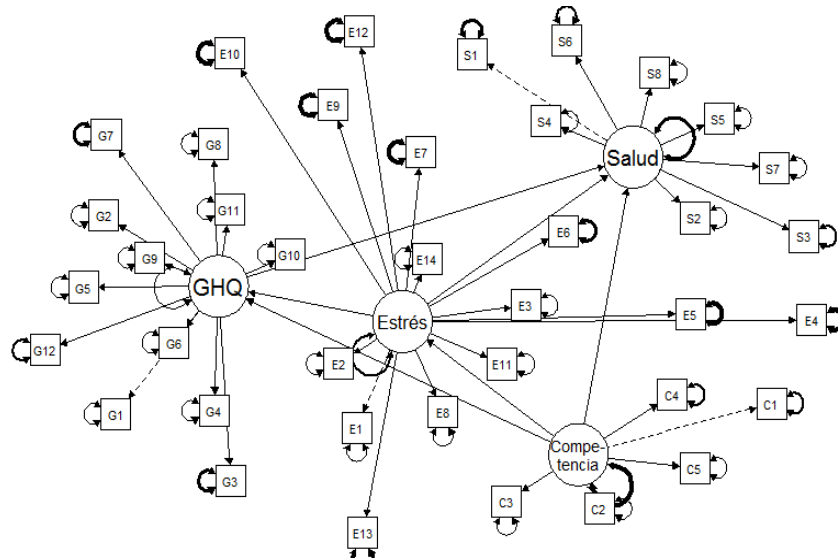 E12
S6
E10
S1
S8
E9
S4
S5
G7
G8
E7
Salud
S7
G11
G2
S2
E6
S3
G9
G10
E14
G5
GHQ
E3
E5
E4
Estrés
G6
G12
E2
E11
C4
C1
G1
G4
E8
E1
Compe-
tencia
C5
G3
C3
C2
E13